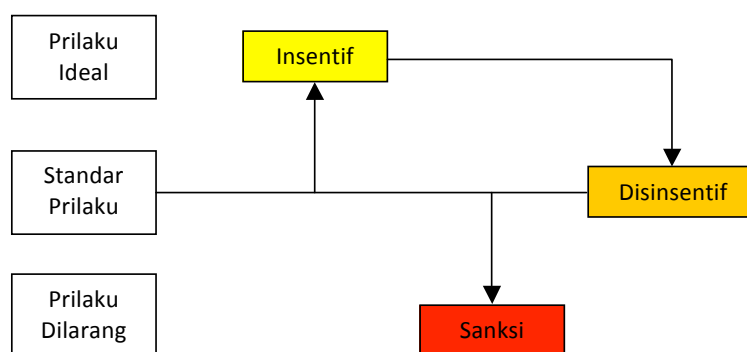 Prilaku
Ideal
Insentif
Standar
Prilaku
Disinsentif
Prilaku
Dilarang
Sanksi